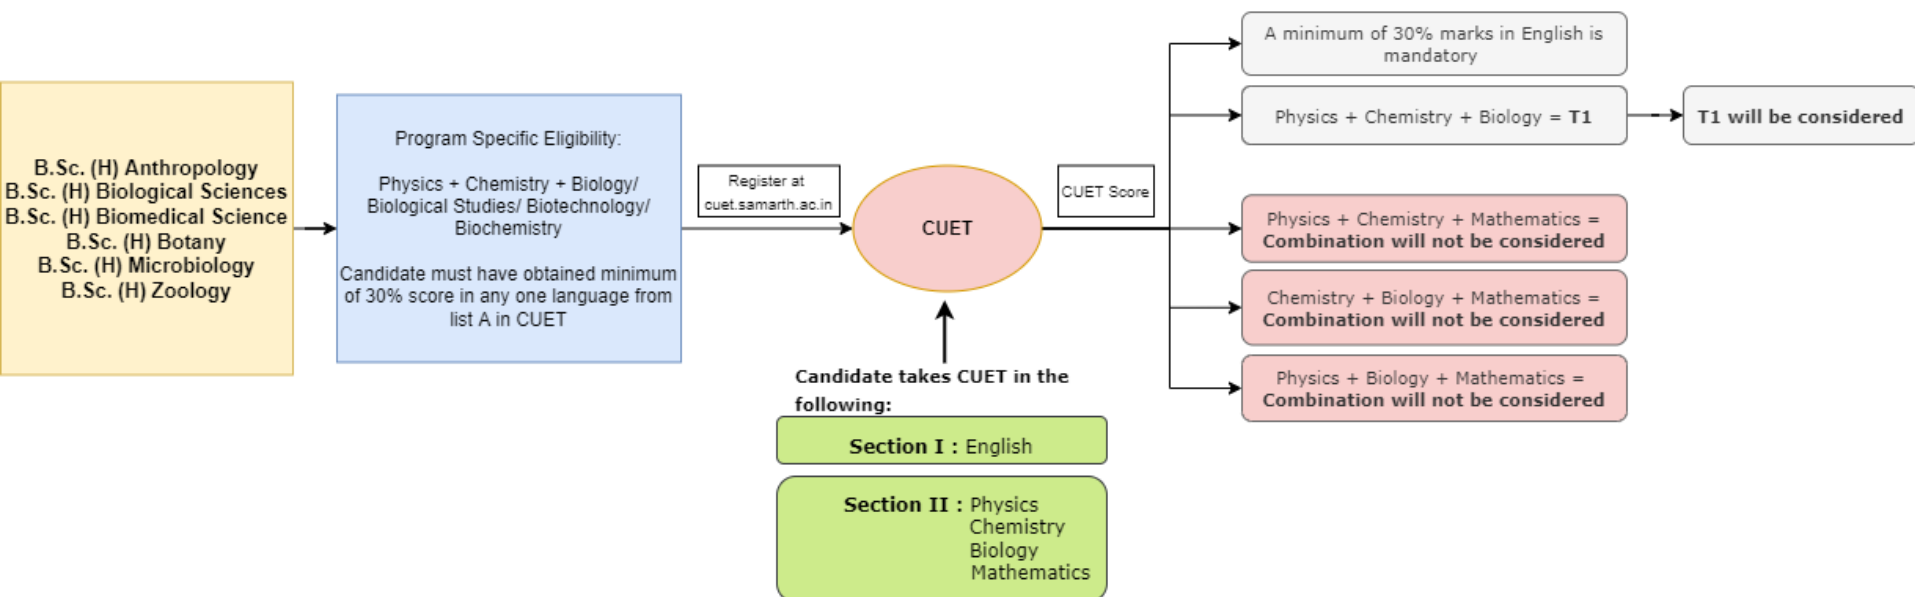 B.Sc. (H) Anthropology
B.Sc. (H) Biological Sciences
B.Sc. (H) Biomedical Science
B.Sc. (H) Botany
B.Sc. (H) Microbiology
B.Sc. (H) Zoology
Program Specific Eligibility:
Physics + Chemistry + Biology/
Biological Studies/ Biotechnology/
Biochemistry
Candidate must have obtained minimum
of 30% score in any one language from
list A in CUET
Register at
cuet.samarth.ac.in
CUET
Candidate takes CUET in the
following:
Section I : English
Section II : Physics
Chemistry
Biology
Mathematics
CUET Score
A minimum of 30% marks in English is
mandatory
Physics + Chemistry + Biology = T1
T1 will be considered
Physics + Chemistry + Mathematics =
Combination will not be considered
Chemistry + Biology + Mathematics =
Combination will not be considered
Physics + Biology + Mathematics =
Combination will not be considered